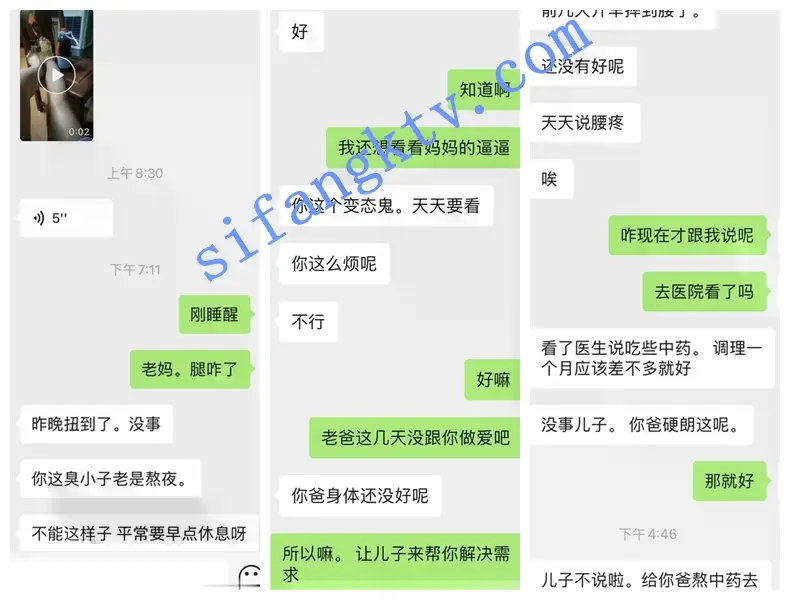 0:02
上午8:30
5"
下午7:11
刚睡醒
老妈。腿咋了
昨晚扭到了。没事
你这臭小子老是熬夜。
不能这样子 平常要早点休息呀
好
知道啊
我还想看看妈妈的逼逼
你这个变态鬼。天天要看
你这么烦呢
不行
好嘛
老爸这几天没跟你做爱吧
你爸身体还没好呢
所以嘛。 让儿子来帮你解决需
求
还没有好呢
天天说腰疼
唉
咋现在才跟我说呢
去医院看了吗
看了医生说吃些中药。 调理一
个月应该差不多就好
没事儿子。 你爸硬朗这呢。
那就好
下午4:46
儿子不说啦。给你爸熬中药去
sifangktv.com